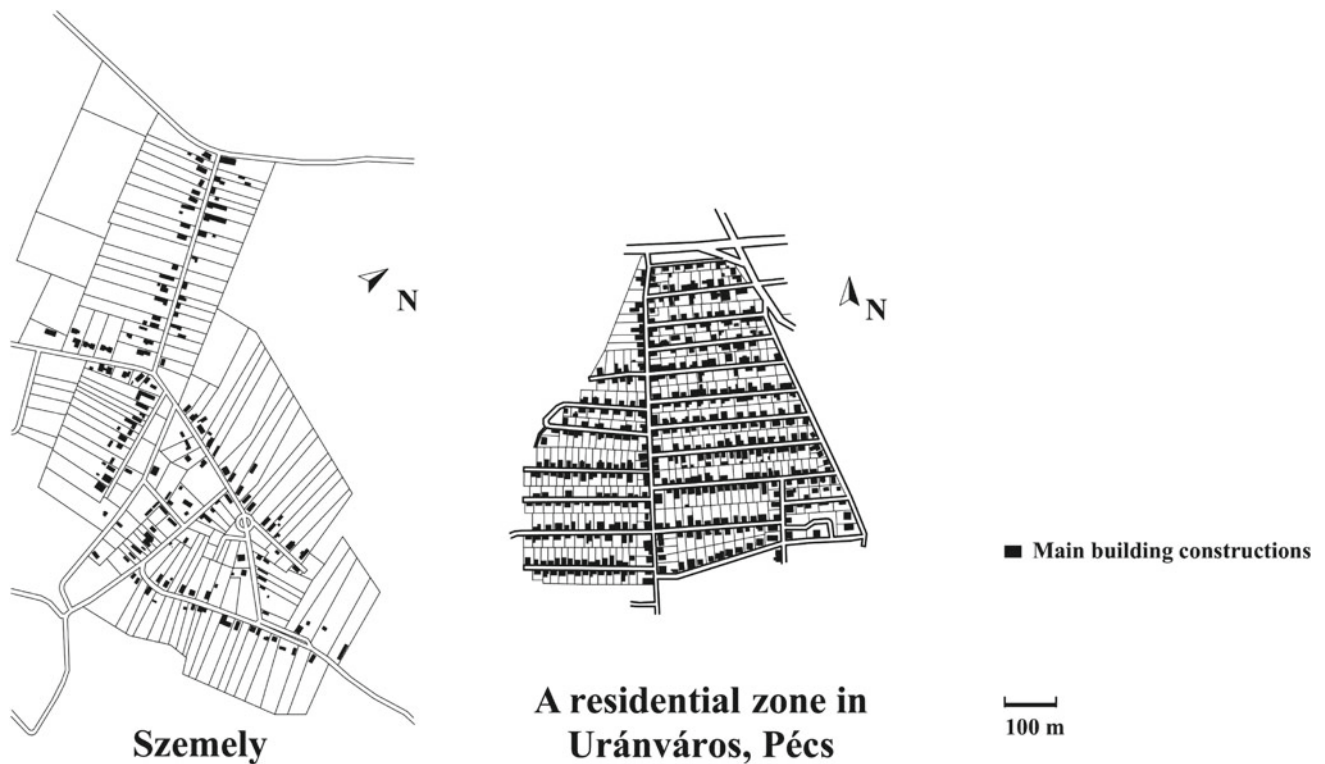 N
N
Main building constructions
Szemely
A residential zone in
Uránváros, Pécs
100 m